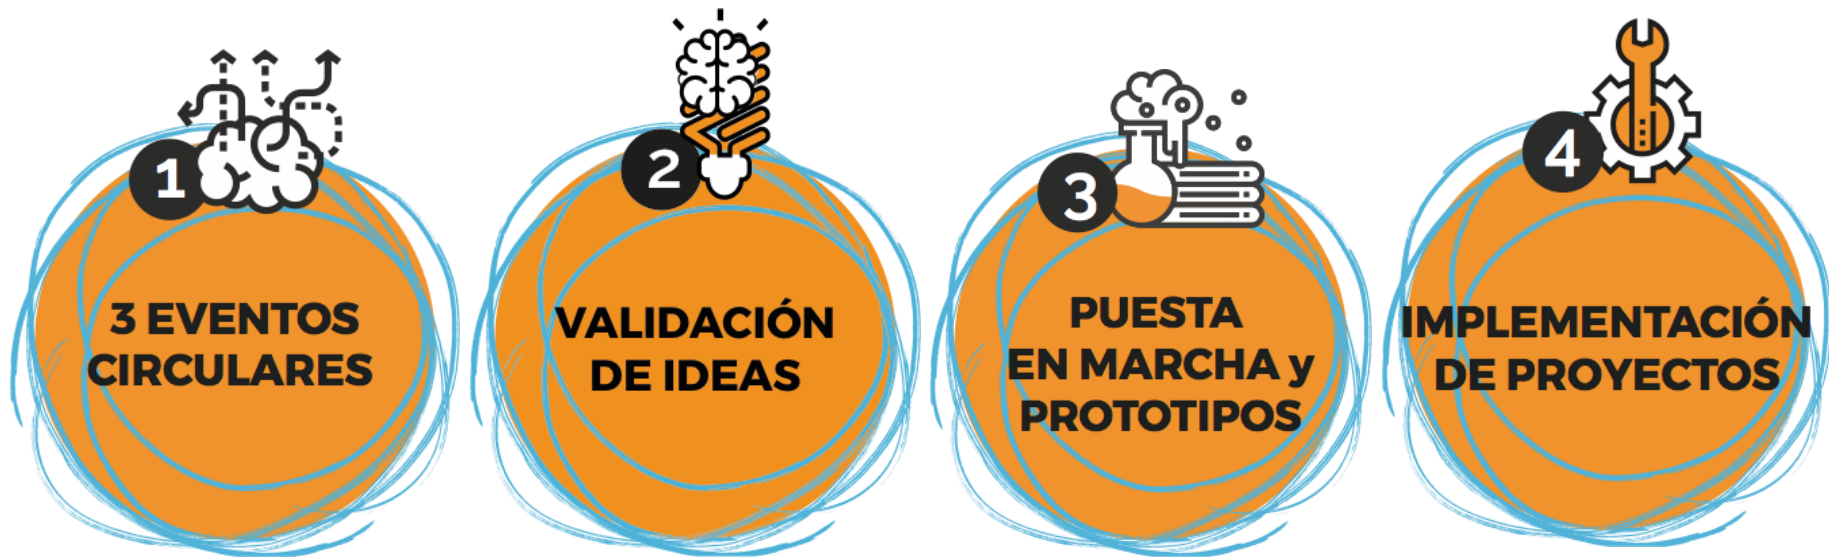 1
3 EVENTOS
CIRCULARES
2
VALIDACIÓN
DE IDEAS
3
PUESTA
EN MARCHA y
PROTOTIPOS
4
IMPLEMENTACIÓN
DE PROYECTOS